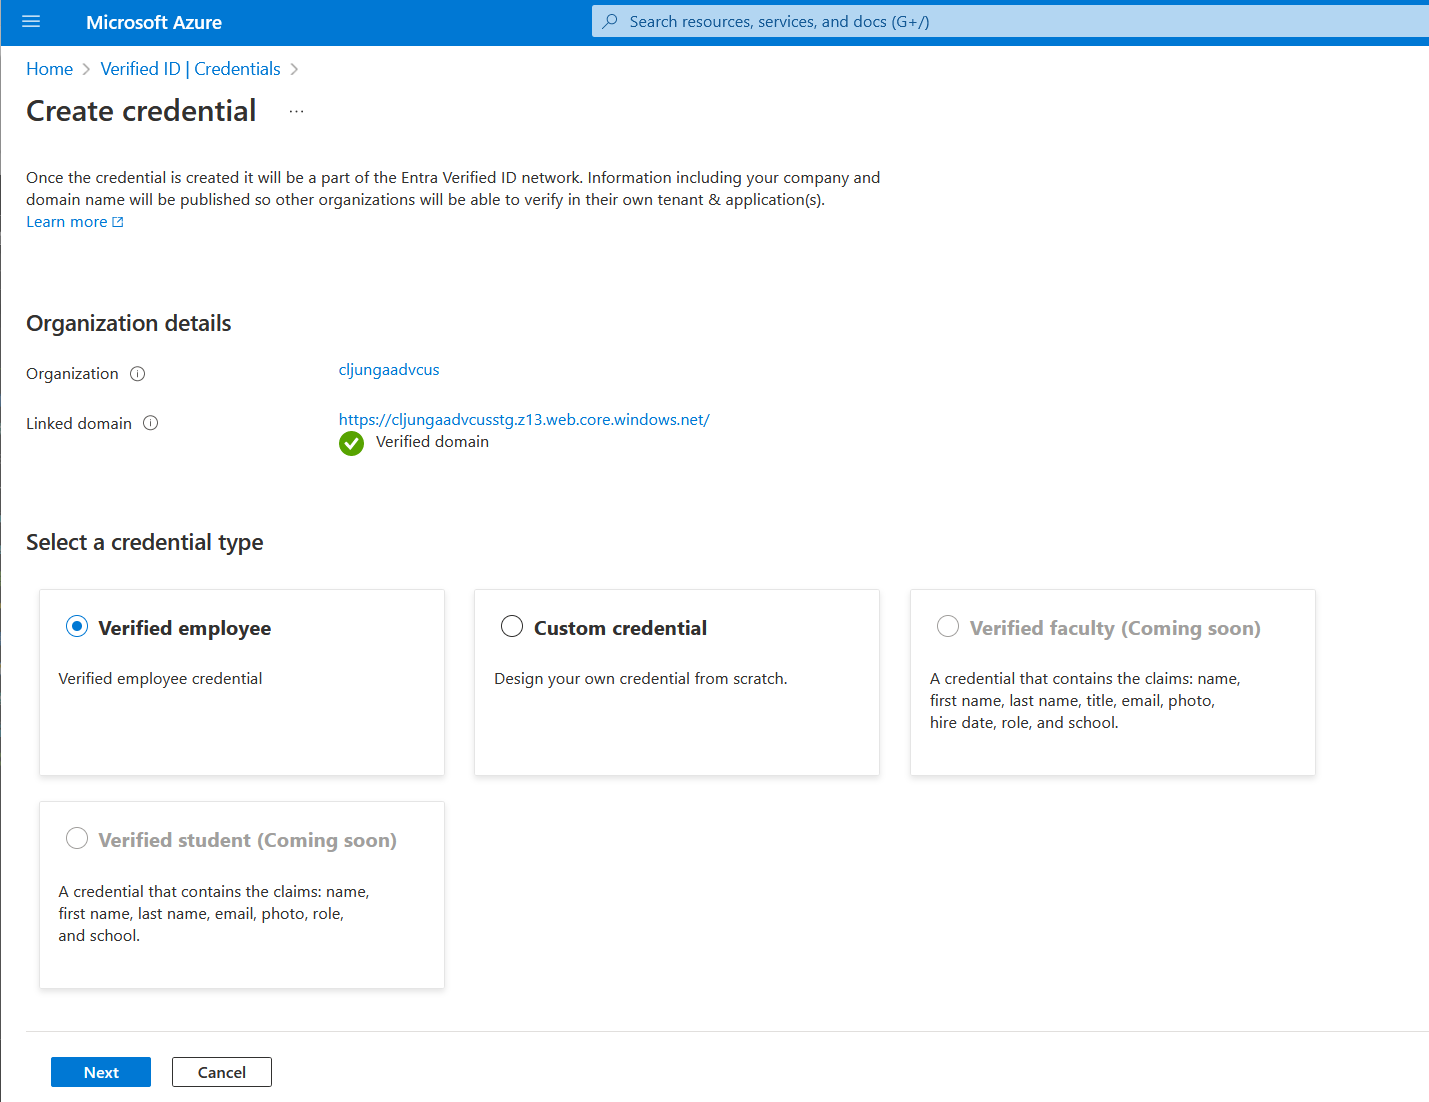 Microsoft Azure
Search resources, services, and docs (G+/)
Home > Verified ID | Credentials >
Create credential ...
Once the credential is created it will be a part of the Entra Verified ID network. Information including your company and
domain name will be published so other organizations will be able to verify in their own tenant & application(s).
Learn more
Organization details
Organization
cljungaadvcus
Linked domain
https://cljungaadvcusstg.z13.web.core.windows.net/
Verified domain
Select a credential type
Verified employee
Verified employee credential
Custom credential
Design your own credential from scratch.
Verified faculty (Coming soon)
A credential that contains the claims: name,
first name, last name, title, email, photo,
hire date, role, and school.
Verified student (Coming soon)
A credential that contains the claims: name,
first name, last name, email, photo, role,
and school.
Next
Cancel